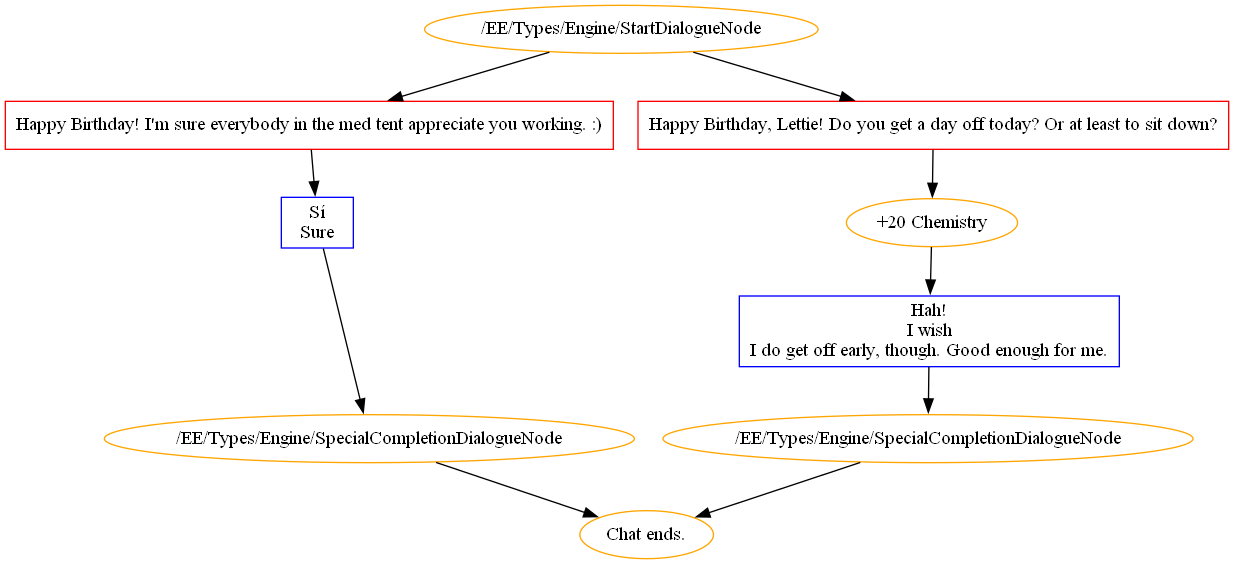 /EE/Types/Engine/StartDialogueNode
Happy Birthday! I'm sure everybody in the med tent appreciate you working. :)
Happy Birthday, Lettie! Do you get a day off today? Or at least to sit down?
Sí
Sure
+20 Chemistry
Hah!
I wish
I do get off early, though. Good enough for me.
/EE/Types/Engine/SpecialCompletionDialogueNode
/EE/Types/Engine/SpecialCompletionDialogueNode
Chat ends.